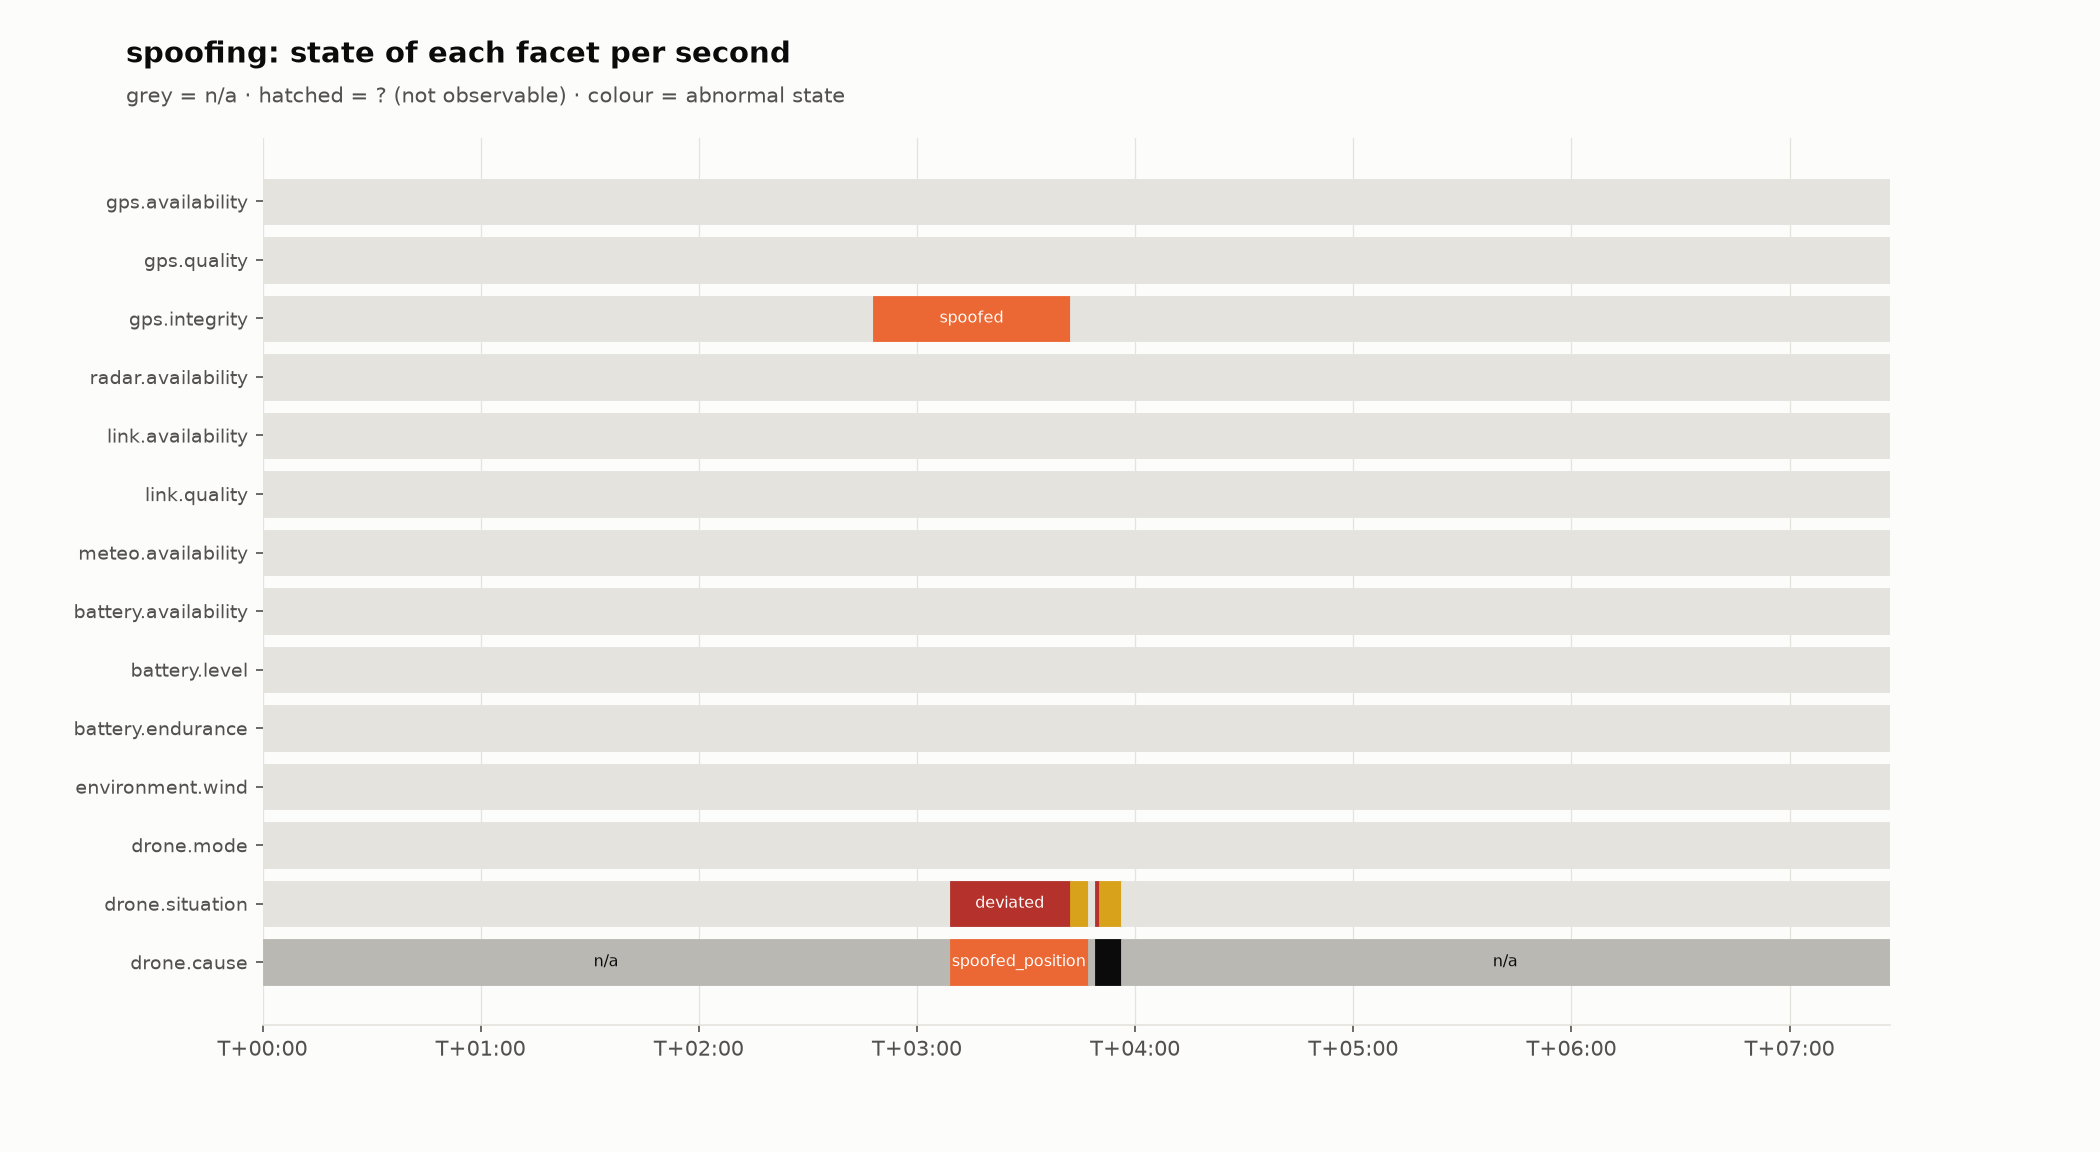 spoofing: state of each facet per second
grey = n/a · hatched = ? (not observable) · colour = abnormal state
gps.availability
gps.quality
gps.integrity
spoofed
radar.availability
link.availability
link.quality
meteo.availability
battery.availability
battery.level
battery.endurance
environment.wind
drone.mode
drone.situation
deviated
drone.cause
n/a
spoofed_position
n/a
T+00:00
T+01:00
T+02:00
T+03:00
T+04:00
T+05:00
T+06:00
T+07:00